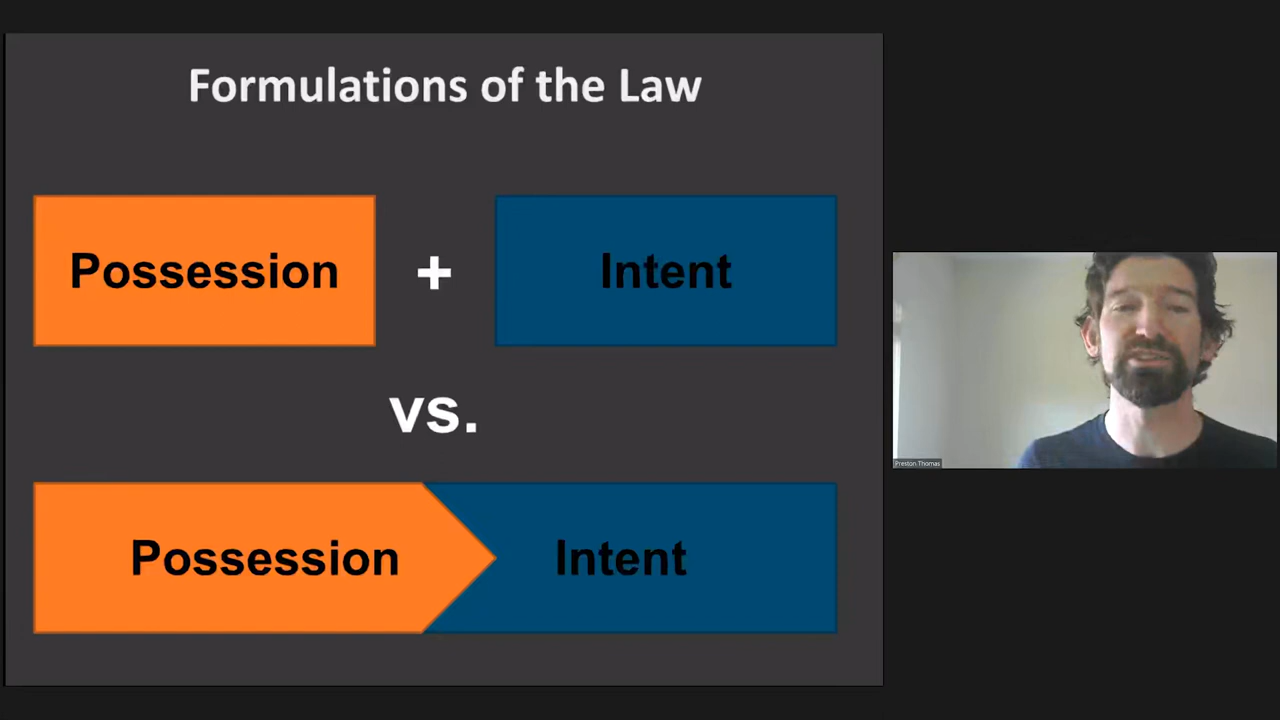 Formulations of the Law
Possession + Intent
vs.
Possession Intent
Preston Thomas